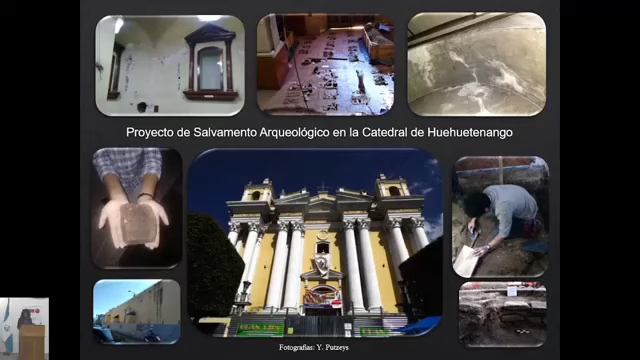 Proyecto de Salvamento Arqueológico en la Catedral de Huehuetenango
Fotografías: Y. Putzeys